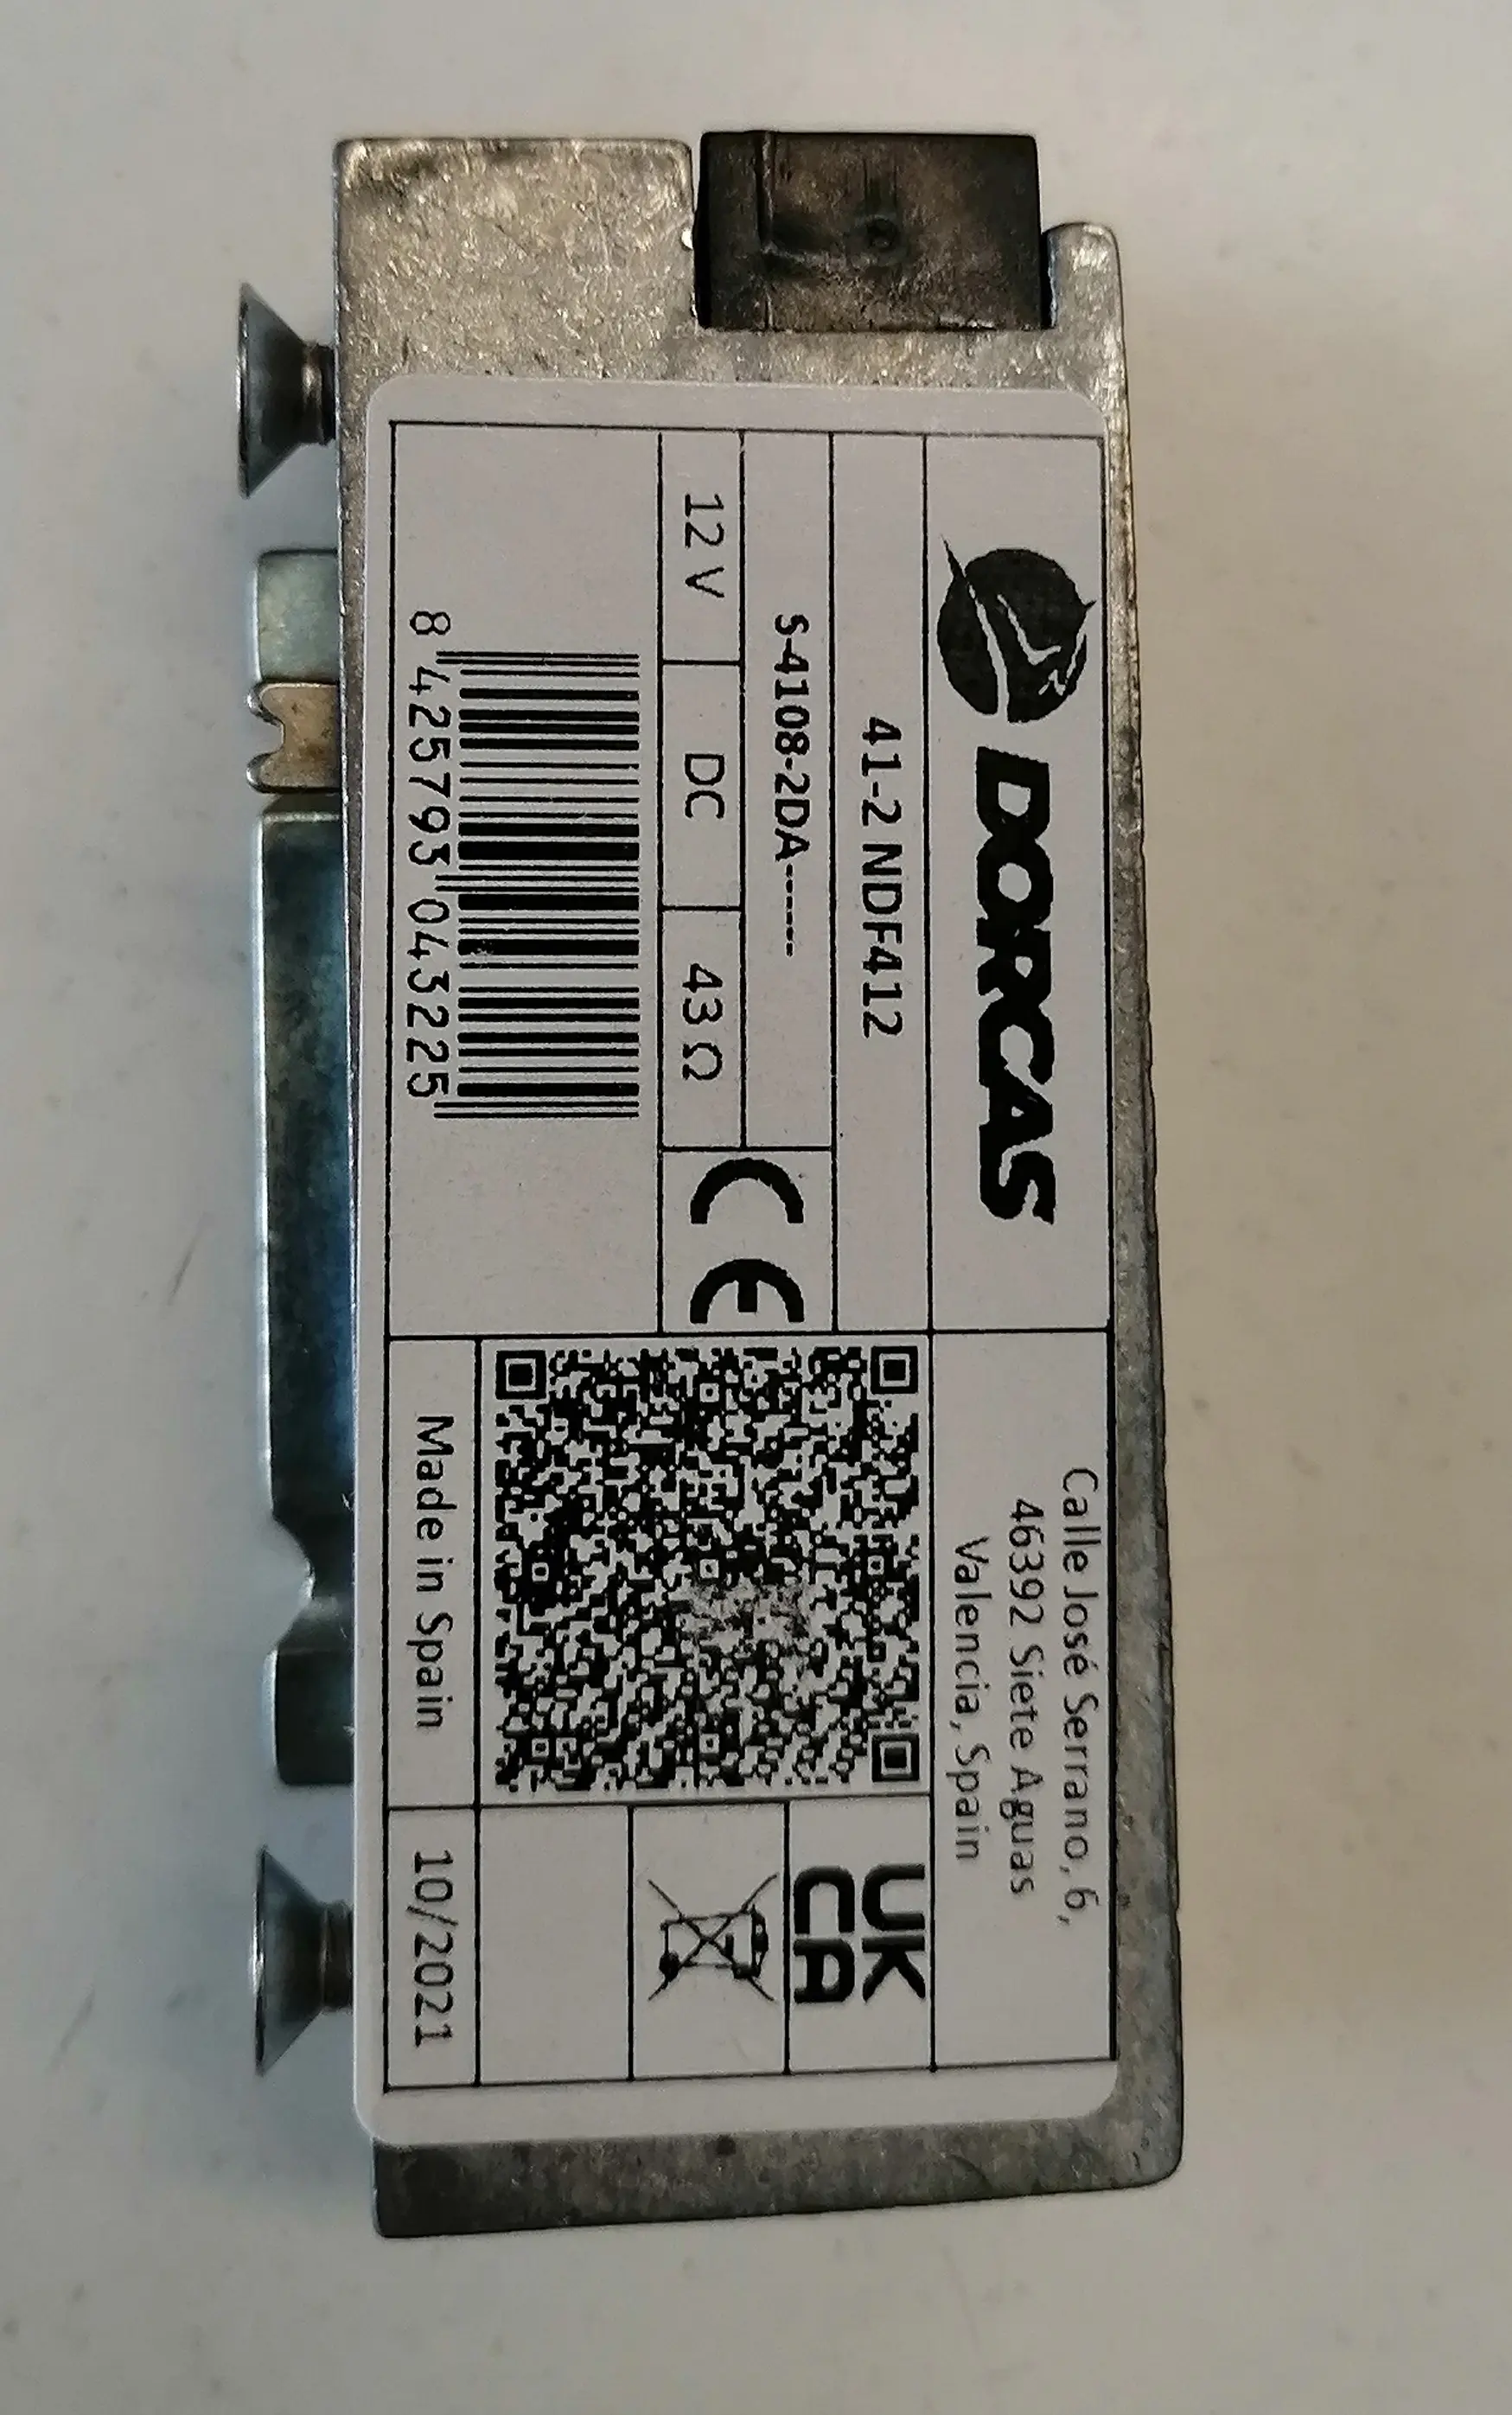 DORCAS
Calle José Serrano, 6,
46392 Siete Aguas
Valencia, Spain
41-2 NDF412
S-4108-2DA------
12 V
DC
43 Ω
CE
UK
CA
8 425793 043225
Made in Spain
10/2021